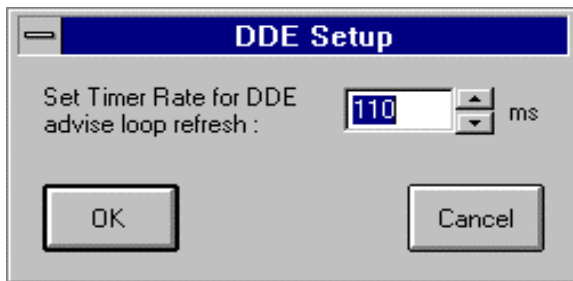 DDE Setup
Set Timer Rate for DDE
advise loop refresh :
110 ms
OK Cancel